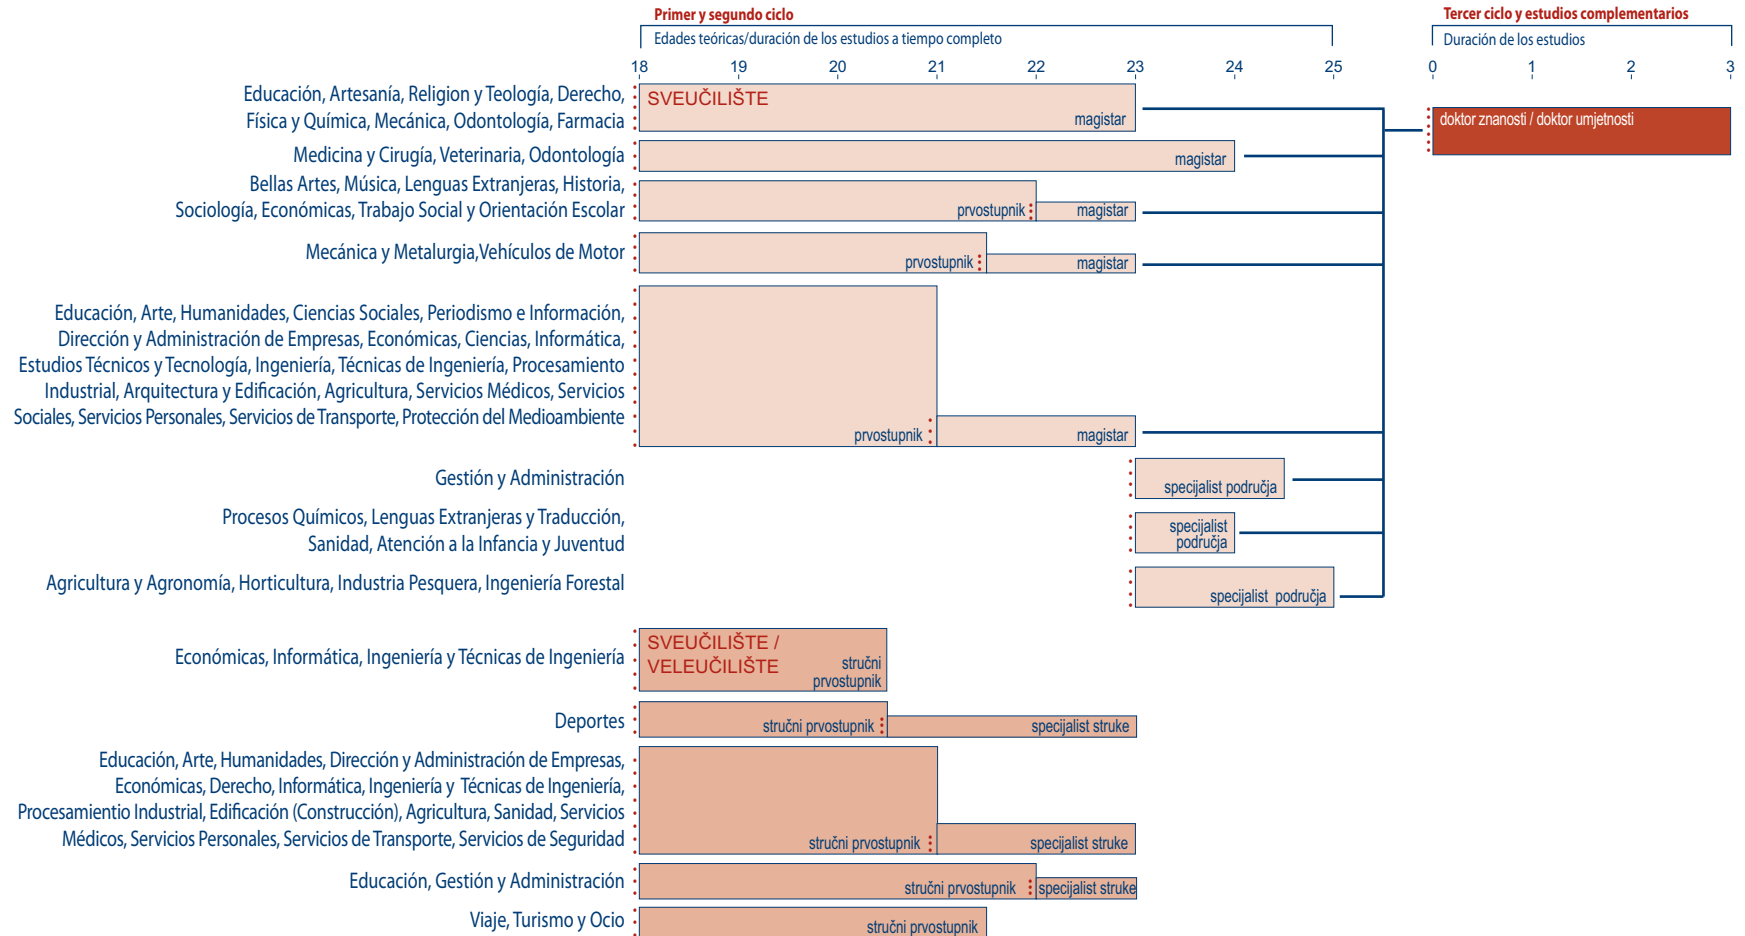 Primer y segundo ciclo
Tercer ciclo y estudios complementarios
Edades teóricas/duración de los estudios a tiempo completo
Duración de los estudios
18 19 20 21 22 23 24 25 0 1 2 3
Educación, Artesanía, Religion y Teología, Derecho,
Física y Química, Mecánica, Odontología, Farmacia
SVEUČILIŠTE
magistar
doktor znanosti / doktor umjetnosti
Medicina y Cirugía, Veterinaria, Odontología
magistar
Bellas Artes, Música, Lenguas Extranjeras, Historia,
Sociología, Económicas, Trabajo Social y Orientación Escolar
prvostupnik
magistar
Mecánica y Metalurgia,Vehículos de Motor
prvostupnik
magistar
Educación, Arte, Humanidades, Ciencias Sociales, Periodismo e Información,
Dirección y Administración de Empresas, Económicas, Ciencias, Informática,
Estudios Técnicos y Tecnología, Ingeniería, Técnicas de Ingeniería, Procesamiento
Industrial, Arquitectura y Edificación, Agricultura, Servicios Médicos, Servicios
Sociales, Servicios Personales, Servicios de Transporte, Protección del Medioambiente
prvostupnik
magistar
Gestión y Administración
specijalist područja
Procesos Químicos, Lenguas Extranjeras y Traducción,
Sanidad, Atención a la Infancia y Juventud
specijalist
područja
Agricultura y Agronomía, Horticultura, Industria Pesquera, Ingeniería Forestal
specijalist područja
Económicas, Informática, Ingeniería y Técnicas de Ingeniería
SVEUČILIŠTE /
VELEUČILIŠTE
stručni
prvostupnik
Deportes
stručni prvostupnik
specijalist struke
Educación, Arte, Humanidades, Dirección y Administración de Empresas,
Económicas, Derecho, Informática, Ingeniería y Técnicas de Ingeniería,
Procesamientio Industrial, Edificación (Construcción), Agricultura, Sanidad, Servicios
Médicos, Servicios Personales, Servicios de Transporte, Servicios de Seguridad
stručni prvostupnik
specijalist struke
Educación, Gestión y Administración
stručni prvostupnik
specijalist struke
Viaje, Turismo y Ocio
stručni prvostupnik